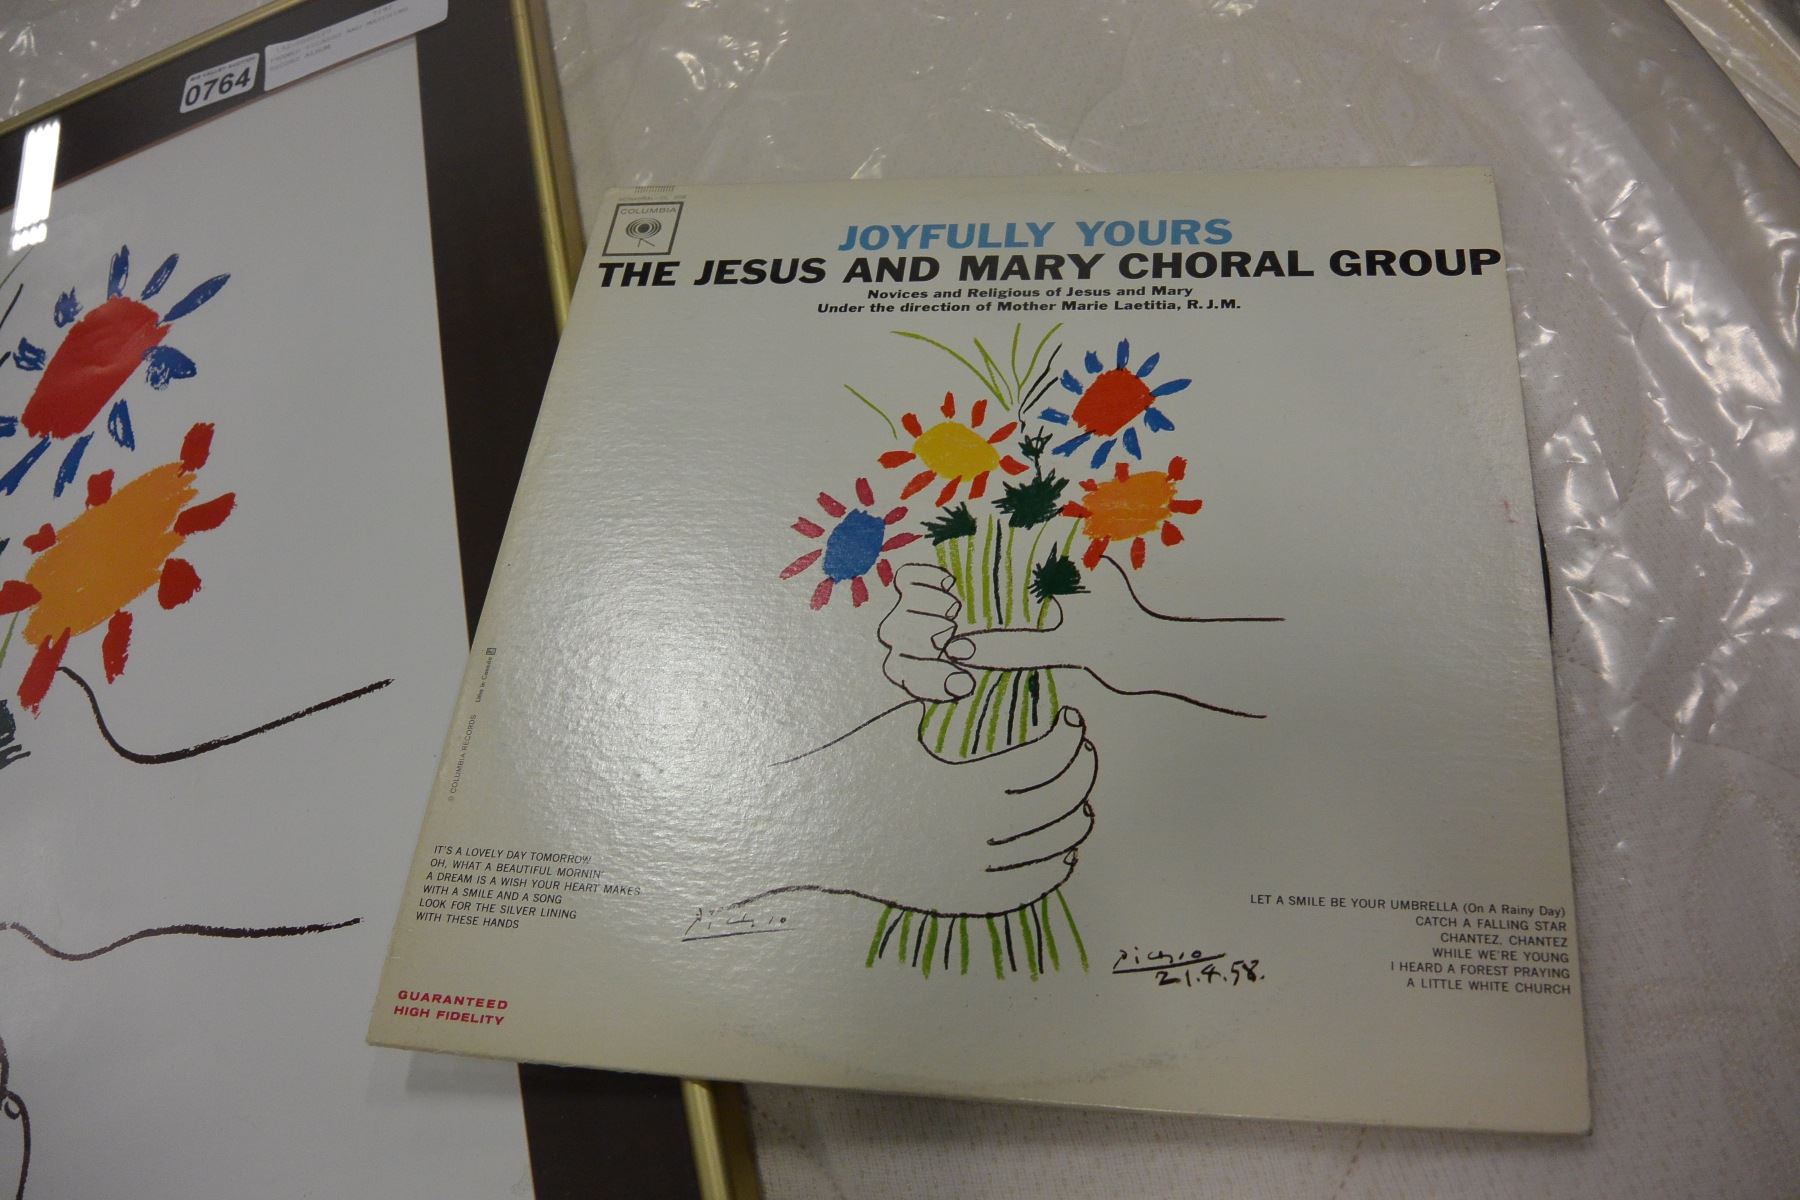 0764
COLUMBIA
JOYFULLY YOURS
THE JESUS AND MARY CHORAL GROUP
Novices and Religious of Jesus and Mary
Under the direction of Mother Marie Laetitia, R.J.M.
© COLUMBIA RECORDS
IT'S A LOVELY DAY TOMORROW
OH, WHAT A BEAUTIFUL MORNIN'
A DREAM IS A WISH YOUR HEART MAKES
WITH A SMILE AND A SONG
LOOK FOR THE SILVER LINING
WITH THESE HANDS
Picasso
Picasso
21.4.58.
LET A SMILE BE YOUR UMBRELLA (On A Rainy Day)
CATCH A FALLING STAR
CHANTEZ, CHANTEZ
WHILE WE'RE YOUNG
I HEARD A FOREST PRAYING
A LITTLE WHITE CHURCH
GUARANTEED
HIGH FIDELITY